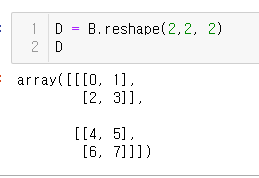 1 D = B.reshape(2,2, 2)
2 D
array([[[0, 1],
        [2, 3]],
       [[4, 5],
        [6, 7]]])